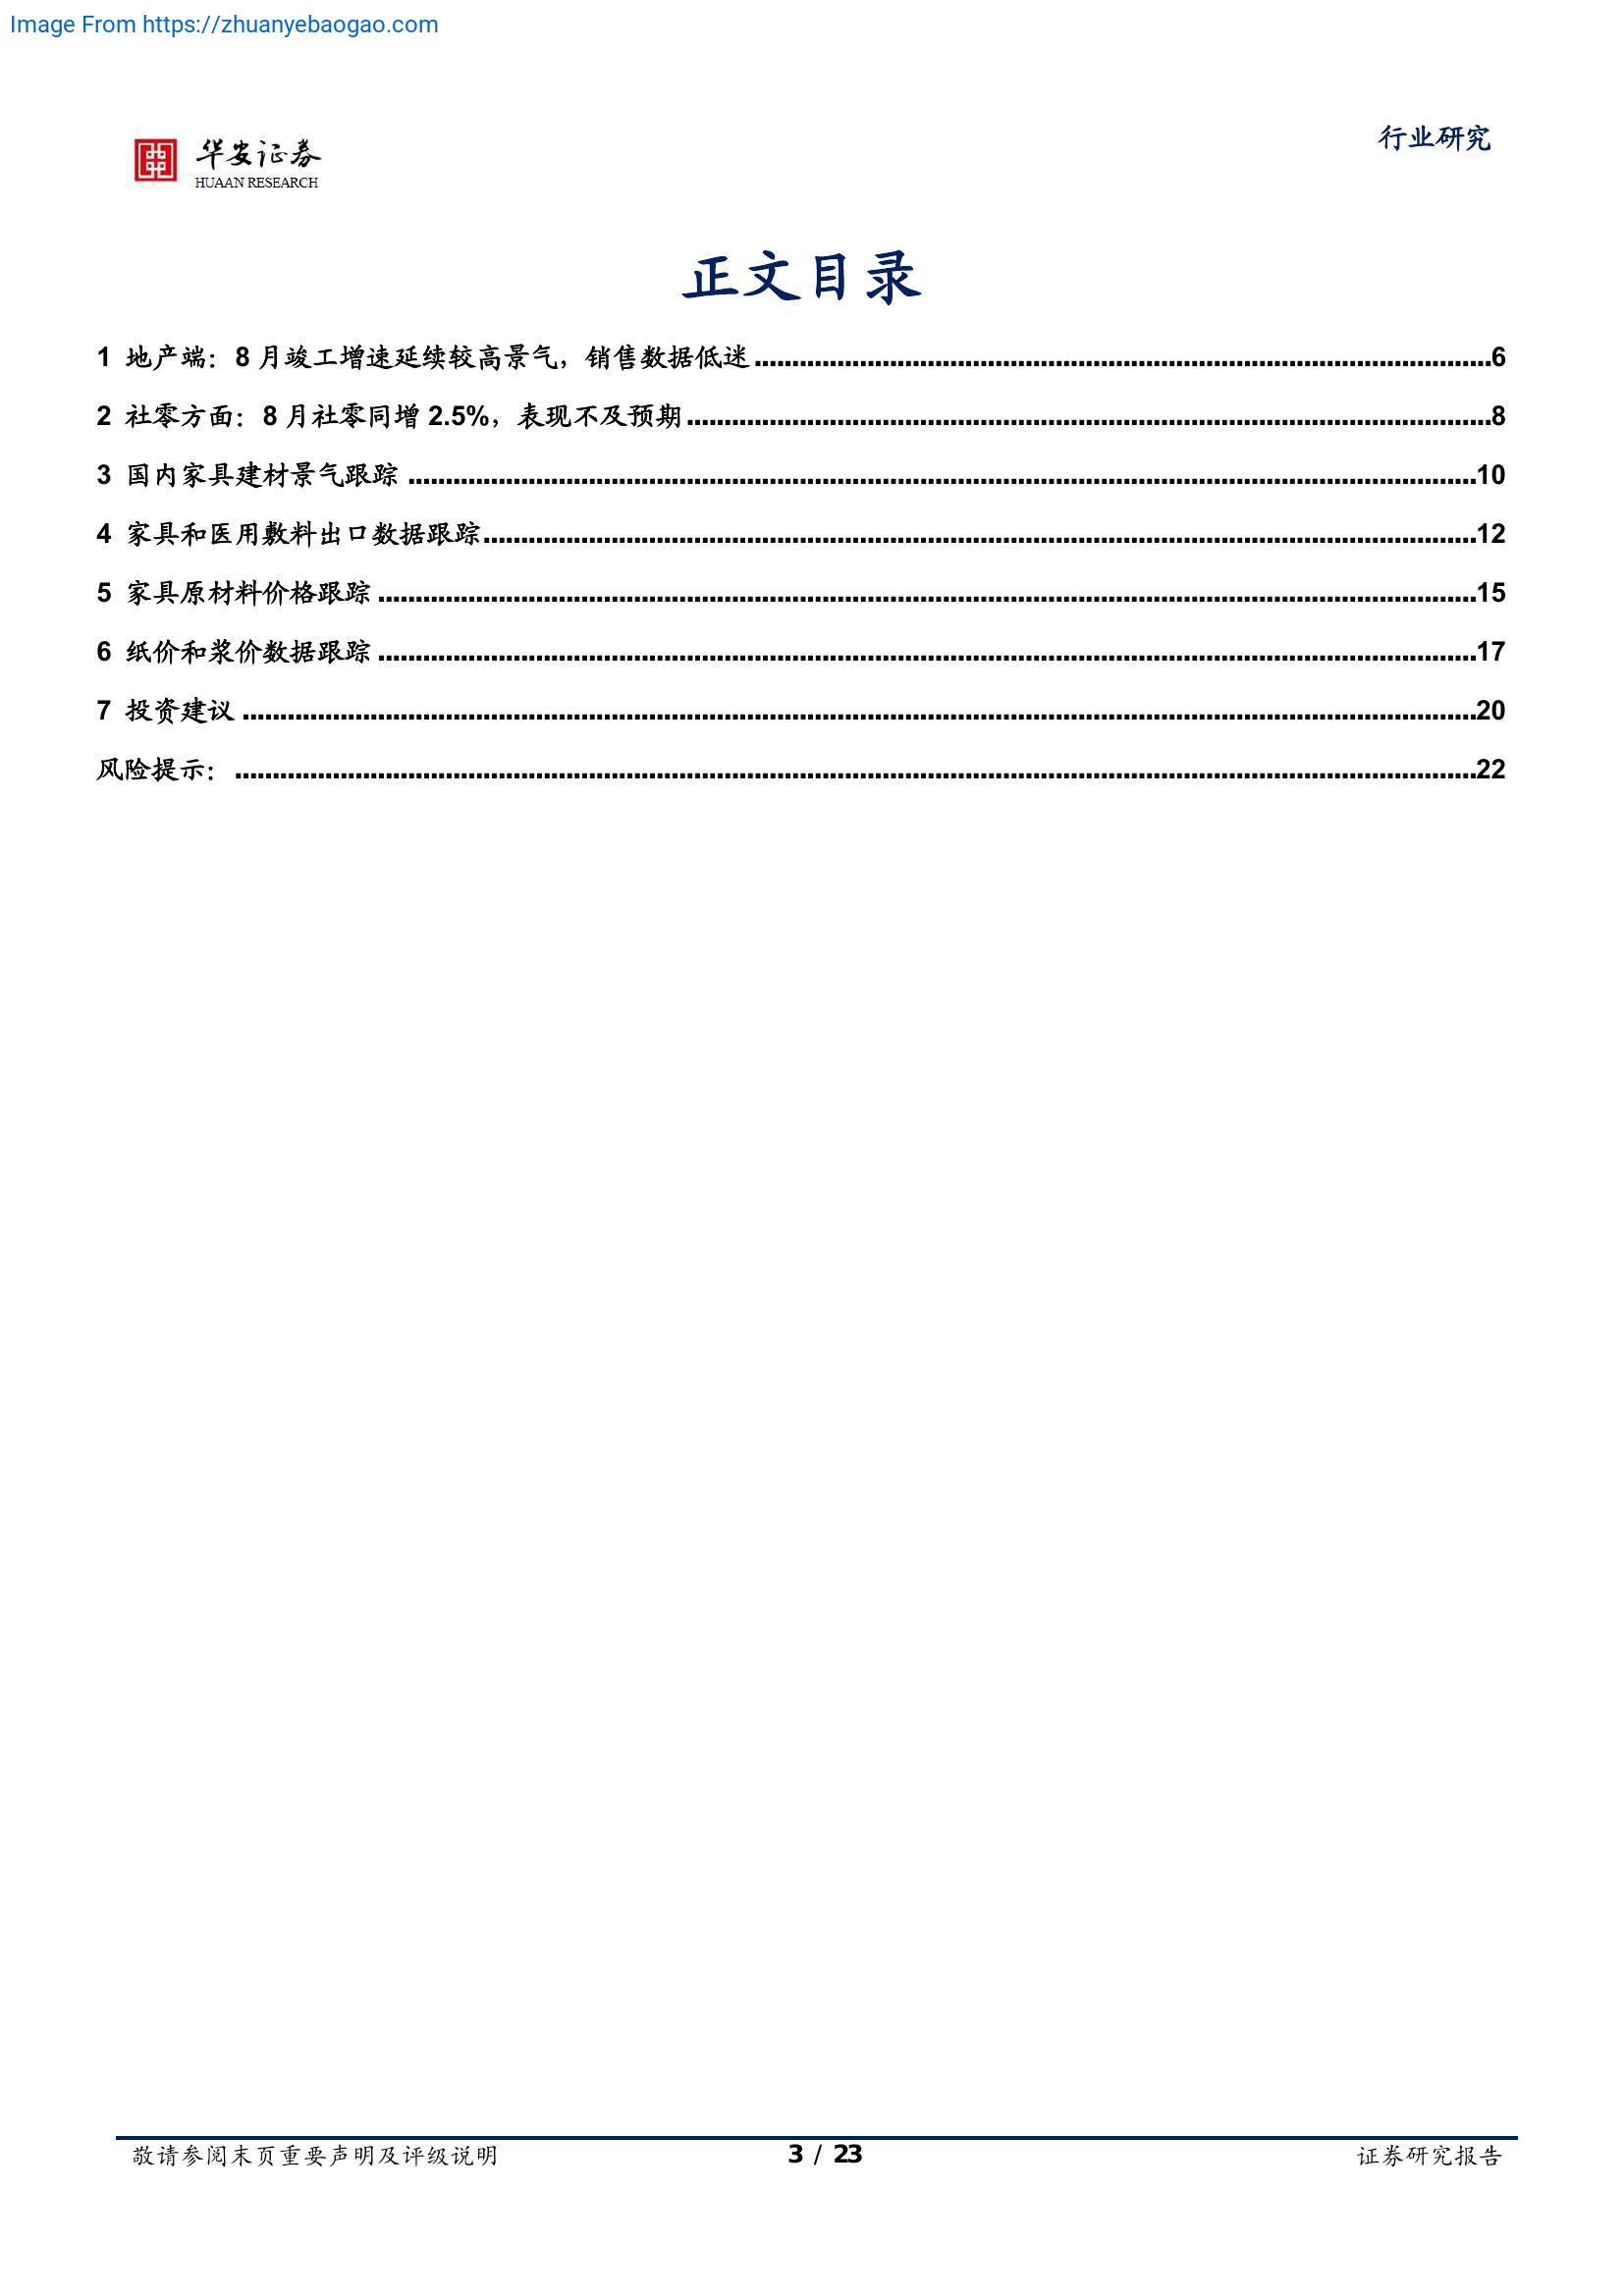 Image From https://zhuanyebaogao.com
华安证券
HUAAN RESEARCH
行业研究
正文目录
1 地产端：8 月竣工增速延续较高景气，销售数据低迷........................................6
2 社零方面：8 月社零同增 2.5%，表现不及预期........................................8
3 国内家具建材景气跟踪........................................10
4 家具和医用敷料出口数据跟踪........................................12
5 家具原材料价格跟踪........................................15
6 纸价和浆价数据跟踪........................................17
7 投资建议........................................20
风险提示：........................................22
敬请参阅末页重要声明及评级说明
3 / 23
证券研究报告